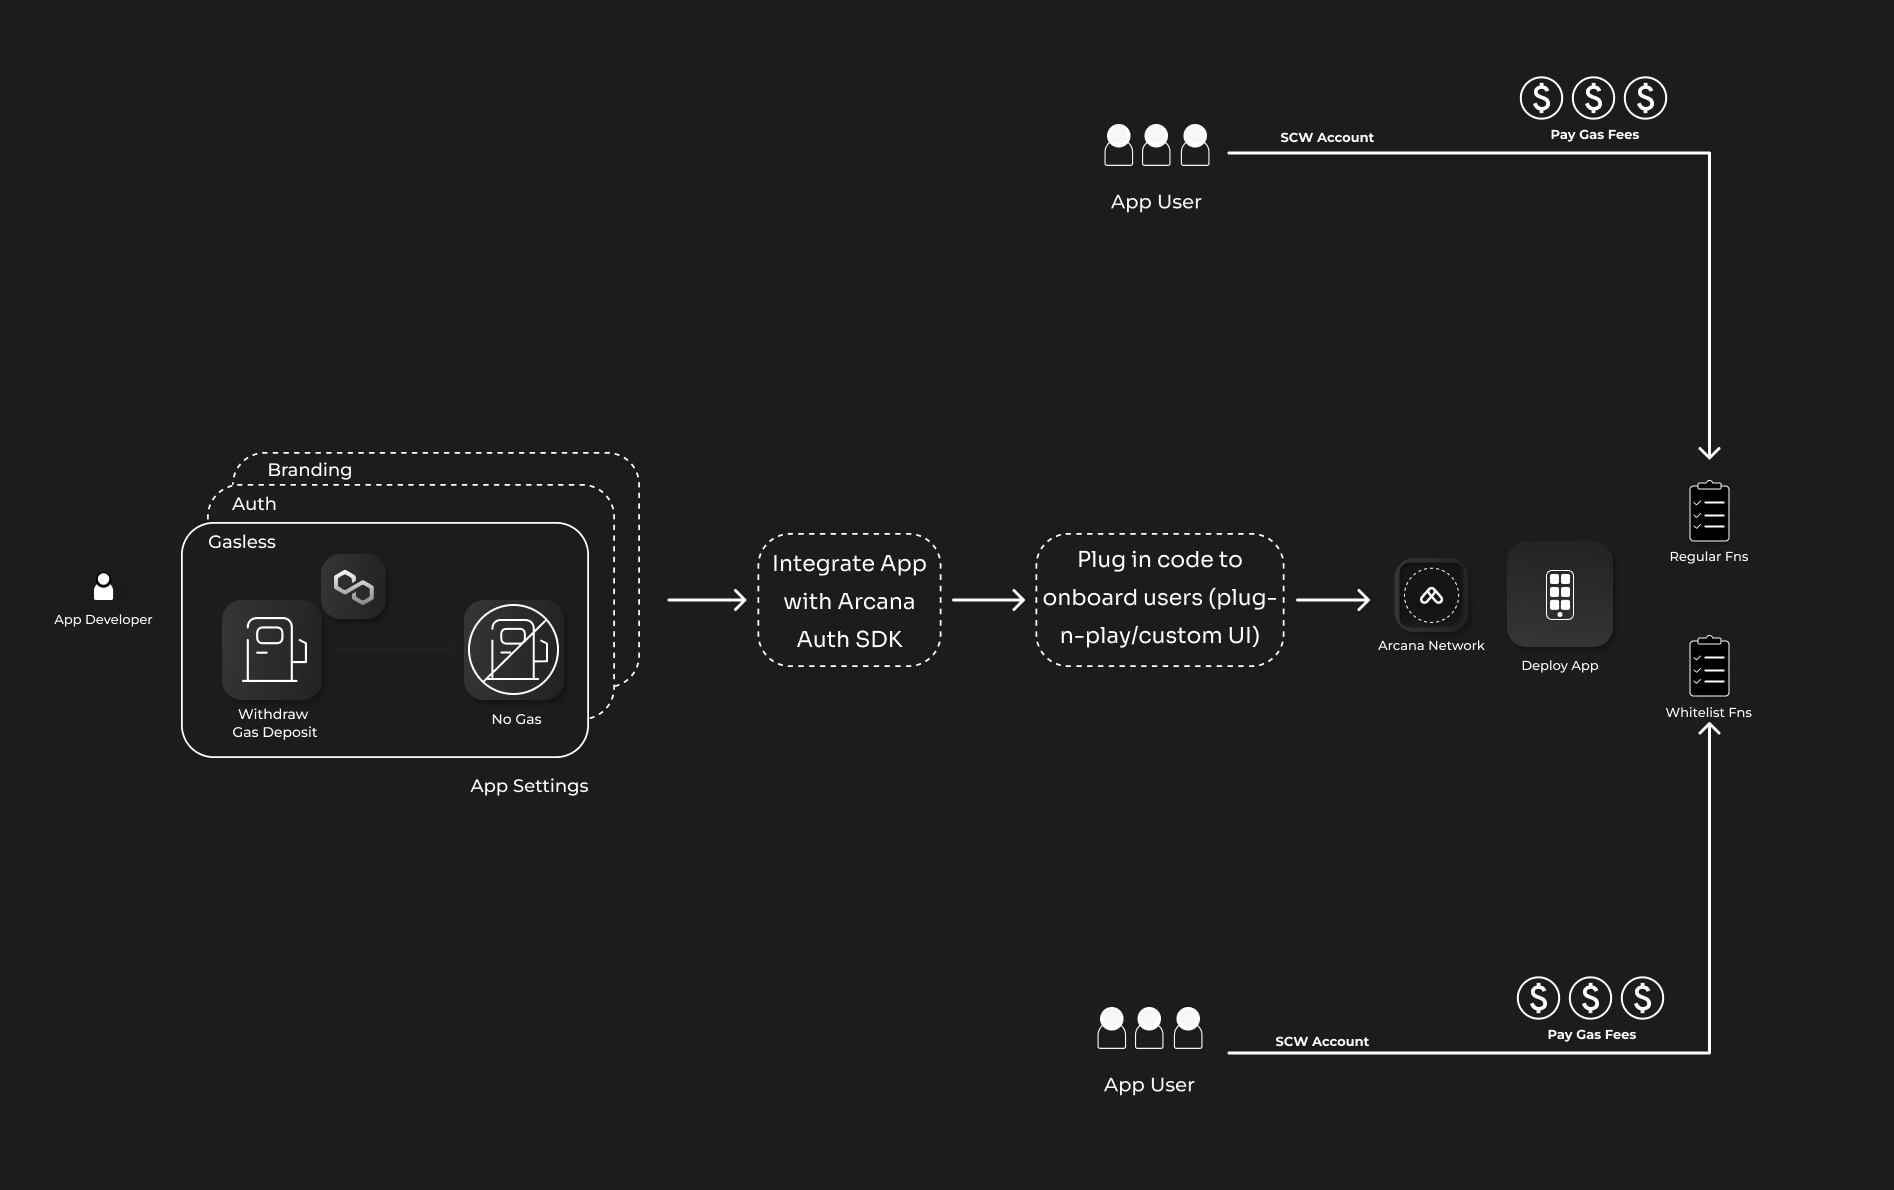 SCW Account
Pay Gas Fees
App User
Branding
Auth
Gasless
App Developer
Withdraw
Gas Deposit
No Gas
App Settings
Integrate App
with Arcana
Auth SDK
Plug in code to
onboard users (plug-
n-play/custom UI)
Arcana Network
Deploy App
Regular Fns
Whitelist Fns
SCW Account
Pay Gas Fees
App User